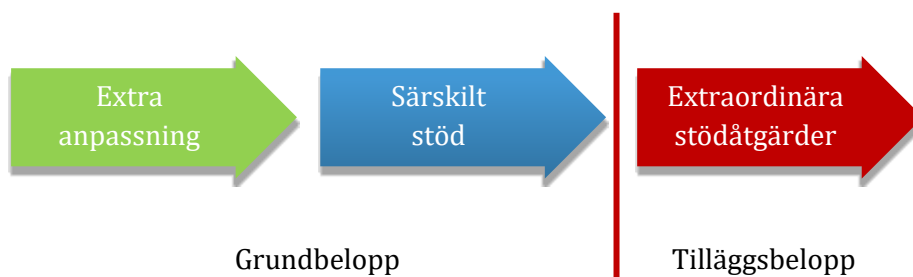 Extra
anpassning
Särskilt
stöd
Extraordinära
stödåtgärder
Grundbelopp
Tilläggsbelopp